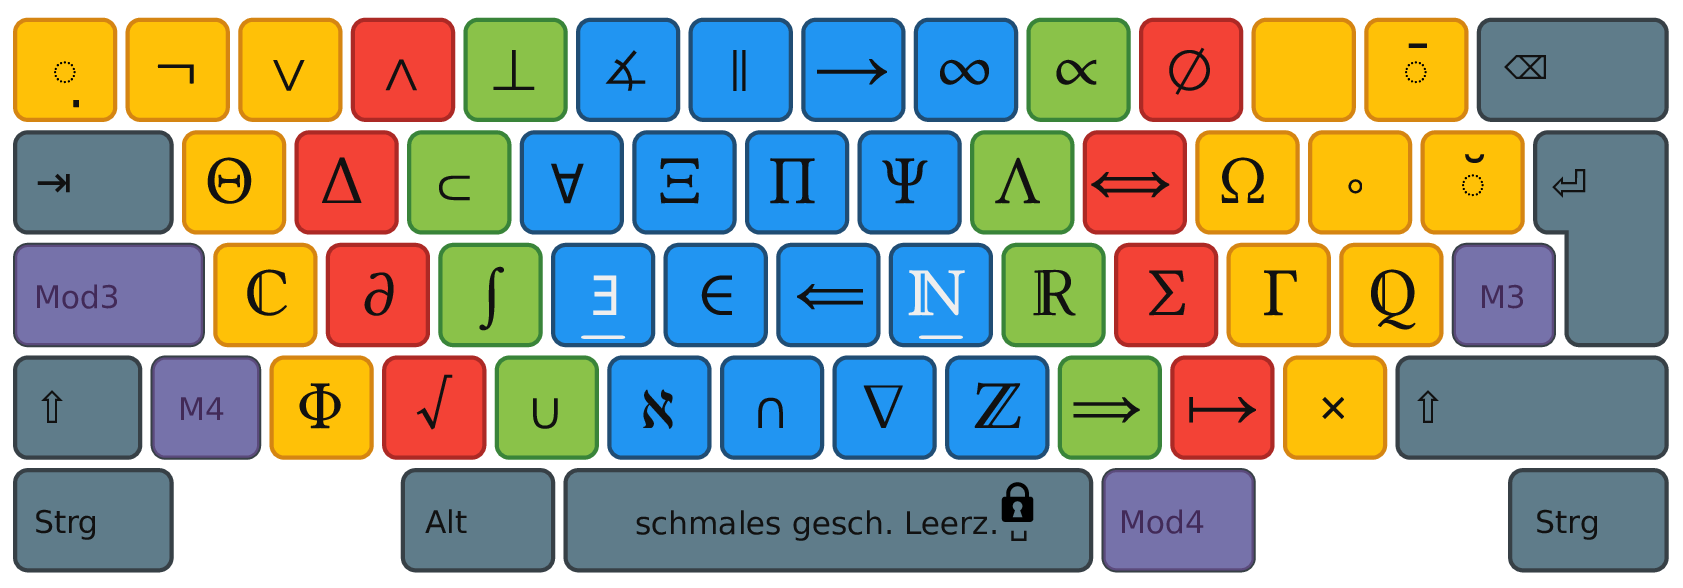 ◌̣ ¬ ∨ ∧ ⊥ ∡ ∥ → ∞ ∝ ∅ ◌̄ ⌫
⇥ Θ Δ ⊂ ∀ Ξ Π Ψ Λ ⇔ Ω ∘ ◌̆ ⏎
Mod3 ℂ ∂ ∫ ∃ ∈ ⇐ ℕ ℝ Σ Γ ℚ M3
⇧ M4 Φ √ ∪ ℵ ∩ ∇ ℤ ⇒ ↦ × ⇧
Strg Alt schmales gesch. Leerz. ␣ Mod4 Strg